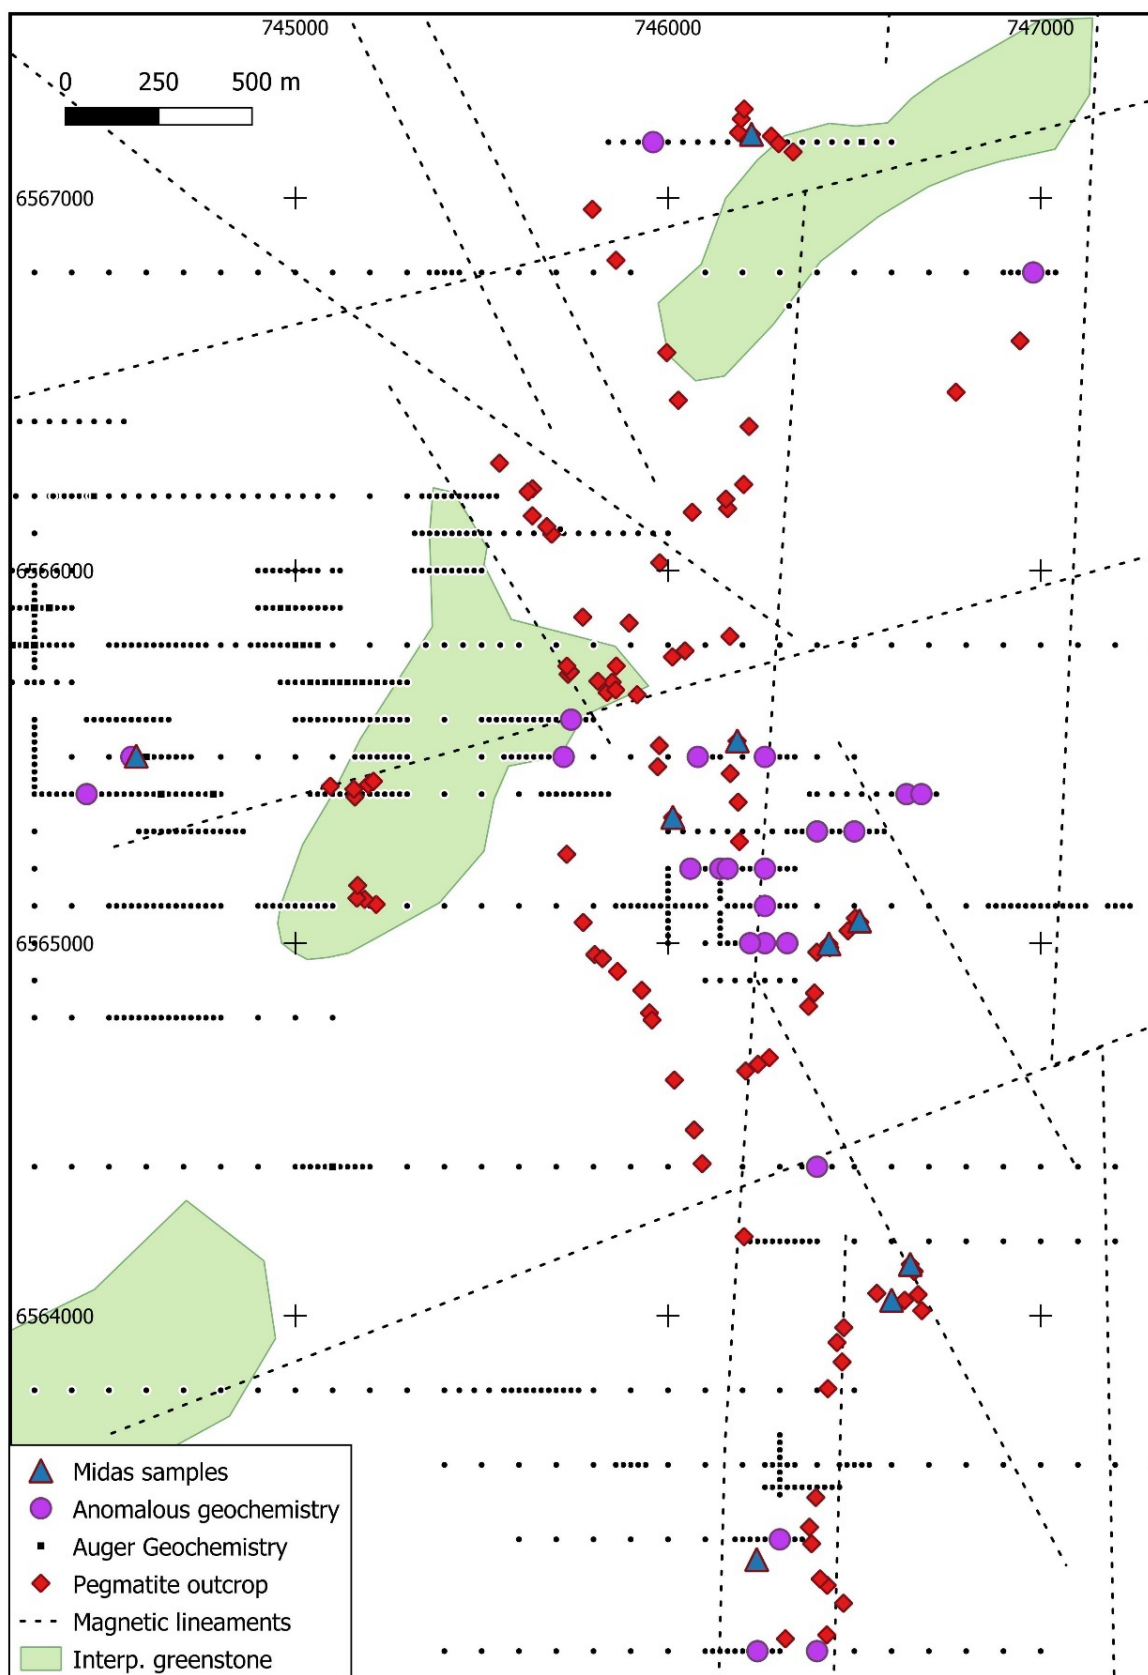 745000 746000 747000
0 250 500 m
6567000
6566000
6565000
6564000
Midas samples
Anomalous geochemistry
Auger Geochemistry
Pegmatite outcrop
Magnetic lineaments
Interp. greenstone